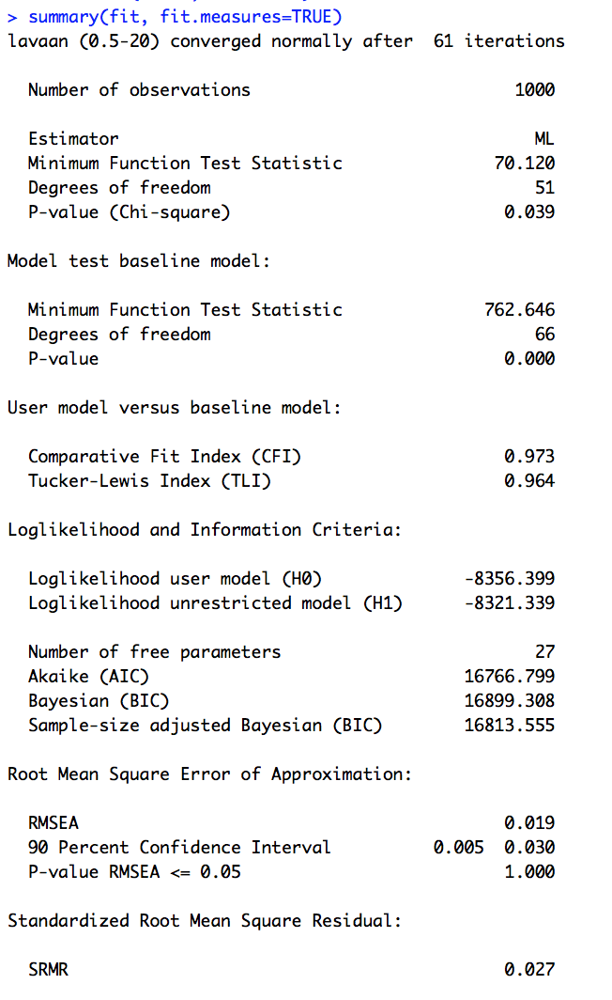 > summary(fit, fit.measures=TRUE)
lavaan (0.5-20) converged normally after  61 iterations
Number of observations                          1000
Estimator                                         ML
Minimum Function Test Statistic               70.120
Degrees of freedom                                51
P-value (Chi-square)                           0.039
Model test baseline model:
Minimum Function Test Statistic              762.646
Degrees of freedom                                66
P-value                                        0.000
User model versus baseline model:
Comparative Fit Index (CFI)                    0.973
Tucker-Lewis Index (TLI)                       0.964
Loglikelihood and Information Criteria:
Loglikelihood user model (H0)              -8356.399
Loglikelihood unrestricted model (H1)      -8321.339
Number of free parameters                         27
Akaike (AIC)                               16766.799
Bayesian (BIC)                             16899.308
Sample-size adjusted Bayesian (BIC)        16813.555
Root Mean Square Error of Approximation:
RMSEA                                          0.019
90 Percent Confidence Interval          0.005  0.030
P-value RMSEA <= 0.05                          1.000
Standardized Root Mean Square Residual:
SRMR                                           0.027